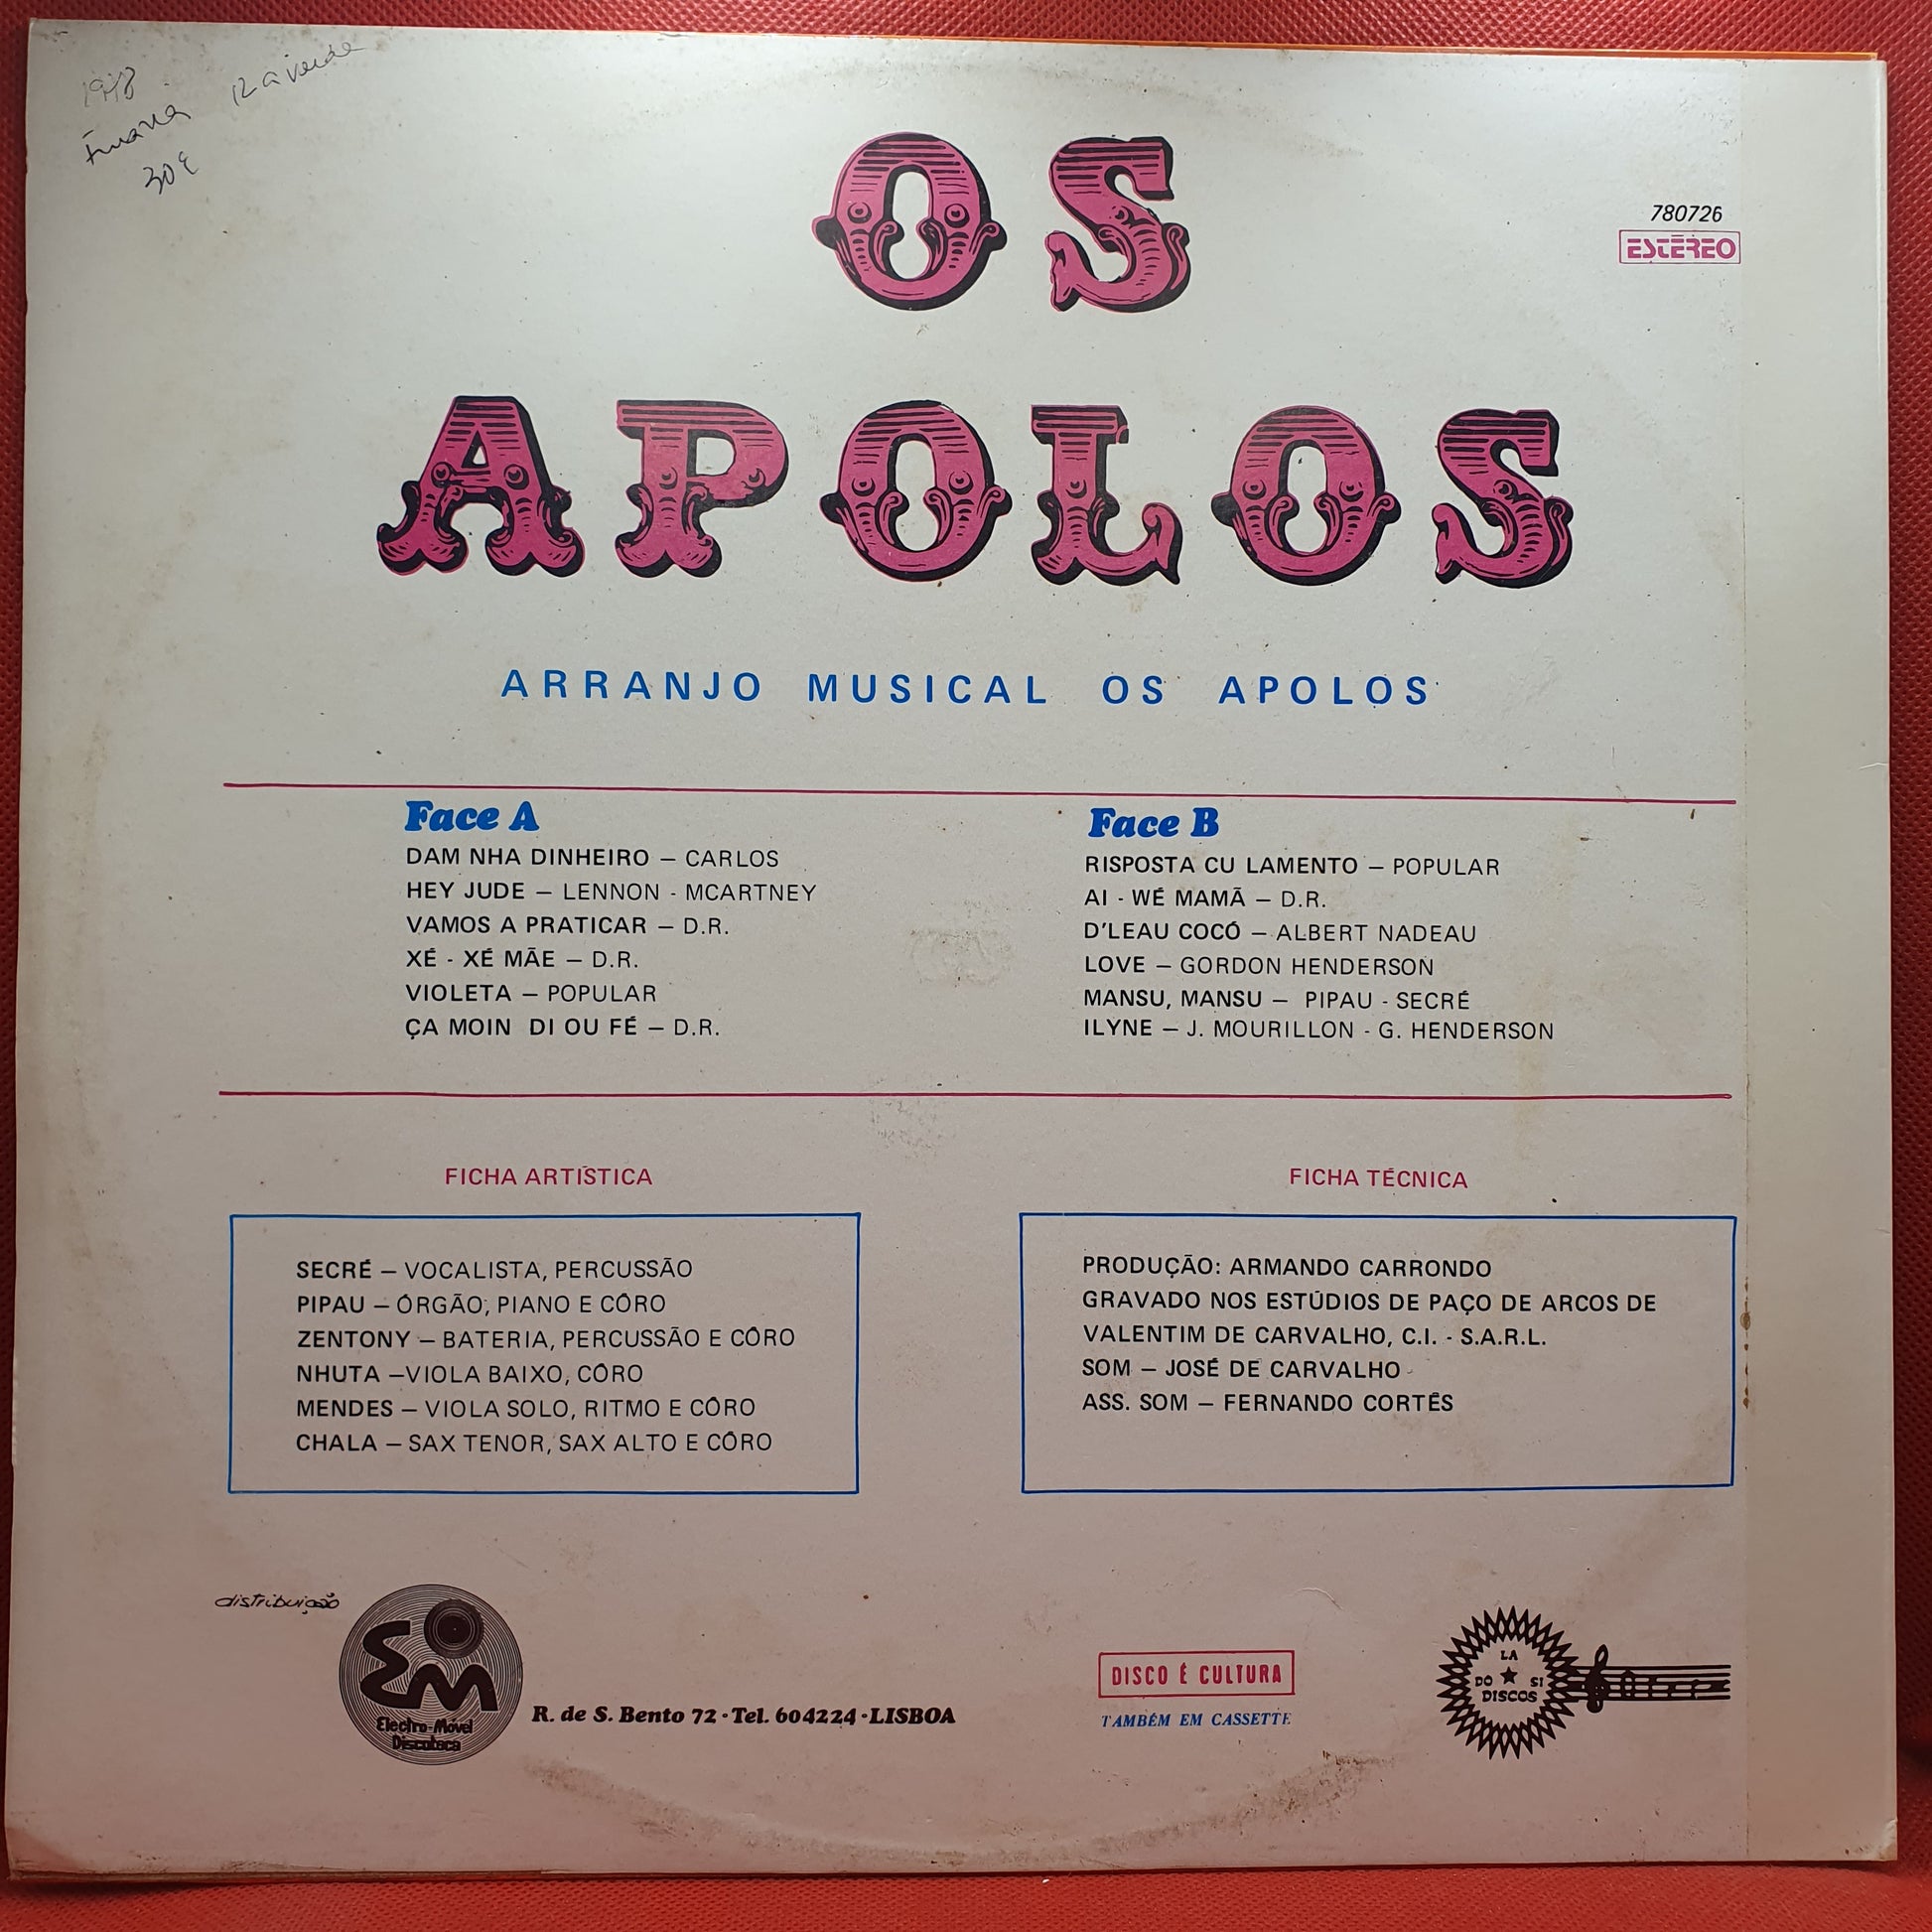 1978
30€
OS
780726
ESTÉREO
APOLOS
ARRANJO MUSICAL OS APOLOS
Face A
DAM NHA DINHEIRO – CARLOS
HEY JUDE – LENNON - MCARTNEY
VAMOS A PRATICAR – D.R.
XÉ - XÉ MÃE – D.R.
VIOLETA – POPULAR
ÇA MOIN DI OU FÉ – D.R.
Face B
RISPOSTA CU LAMENTO – POPULAR
AI - WÉ MAMÃ – D.R.
D'LEAU COCÓ – ALBERT NADEAU
LOVE – GORDON HENDERSON
MANSU, MANSU – PIPAU - SECRÉ
ILYNE – J. MOURILLON - G. HENDERSON
FICHA ARTÍSTICA
SECRÉ – VOCALISTA, PERCUSSÃO
PIPAU – ÓRGÃO, PIANO E CÔRO
ZENTONY – BATERIA, PERCUSSÃO E CÔRO
NHUTA – VIOLA BAIXO, CÔRO
MENDES – VIOLA SOLO, RITMO E CÔRO
CHALA – SAX TENOR, SAX ALTO E CÔRO
FICHA TÉCNICA
PRODUÇÃO: ARMANDO CARRONDO
GRAVADO NOS ESTÚDIOS DE PAÇO DE ARCOS DE
VALENTIM DE CARVALHO, C.I. - S.A.R.L.
SOM – JOSÉ DE CARVALHO
ASS. SOM – FERNANDO CORTÊS
distribuição
EM
Electro-Móvel
Discoteca
R. de S. Bento 72 • Tel. 604224 • LISBOA
DISCO É CULTURA
TAMBÉM EM CASSETTE
LA
DÓ SI
DISCOS